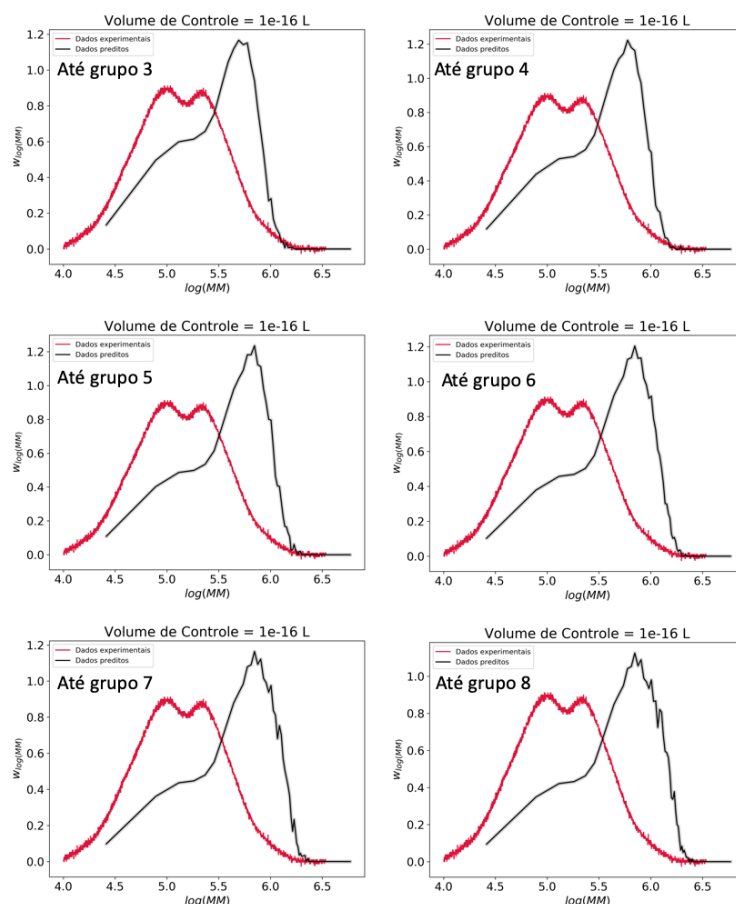 Volume de Controle = 1e-16 L
Dados experimentais
Dados preditos
Até grupo 3
w_log(MM)
1.2
1.0
0.8
0.6
0.4
0.2
0.0
4.0 4.5 5.0 5.5 6.0 6.5
log(MM)
Volume de Controle = 1e-16 L
Dados experimentais
Dados preditos
Até grupo 4
w_log(MM)
1.2
1.0
0.8
0.6
0.4
0.2
0.0
4.0 4.5 5.0 5.5 6.0 6.5
log(MM)
Volume de Controle = 1e-16 L
Dados experimentais
Dados preditos
Até grupo 5
w_log(MM)
1.2
1.0
0.8
0.6
0.4
0.2
0.0
4.0 4.5 5.0 5.5 6.0 6.5
log(MM)
Volume de Controle = 1e-16 L
Dados experimentais
Dados preditos
Até grupo 6
w_log(MM)
1.2
1.0
0.8
0.6
0.4
0.2
0.0
4.0 4.5 5.0 5.5 6.0 6.5
log(MM)
Volume de Controle = 1e-16 L
Dados experimentais
Dados preditos
Até grupo 7
w_log(MM)
1.2
1.0
0.8
0.6
0.4
0.2
0.0
4.0 4.5 5.0 5.5 6.0 6.5
log(MM)
Volume de Controle = 1e-16 L
Dados experimentais
Dados preditos
Até grupo 8
w_log(MM)
1.0
0.8
0.6
0.4
0.2
0.0
4.0 4.5 5.0 5.5 6.0 6.5
log(MM)